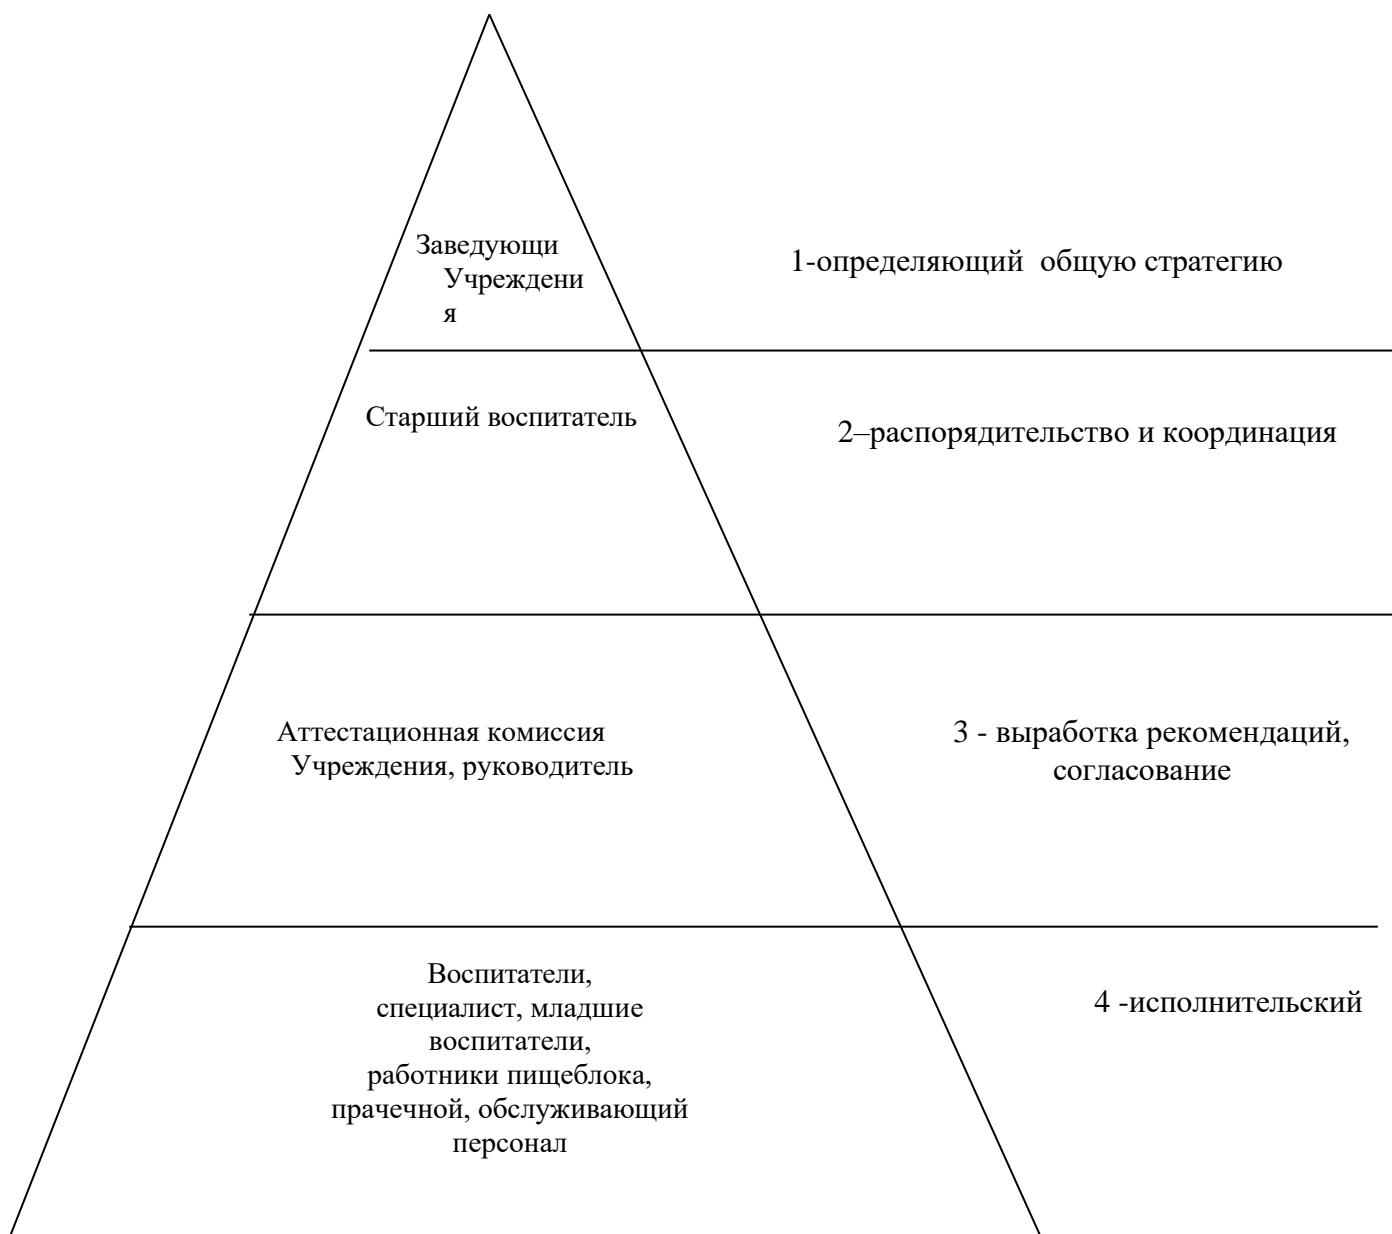 Заведующи
Учреждени
я
1-определяющий общую стратегию
Старший воспитатель
2–распорядительство и координация
Аттестационная комиссия
Учреждения, руководитель
3 - выработка рекомендаций,
согласование
Воспитатели,
специалист, младшие
воспитатели,
работники пищеблока,
прачечной, обслуживающий
персонал
4 -исполнительский